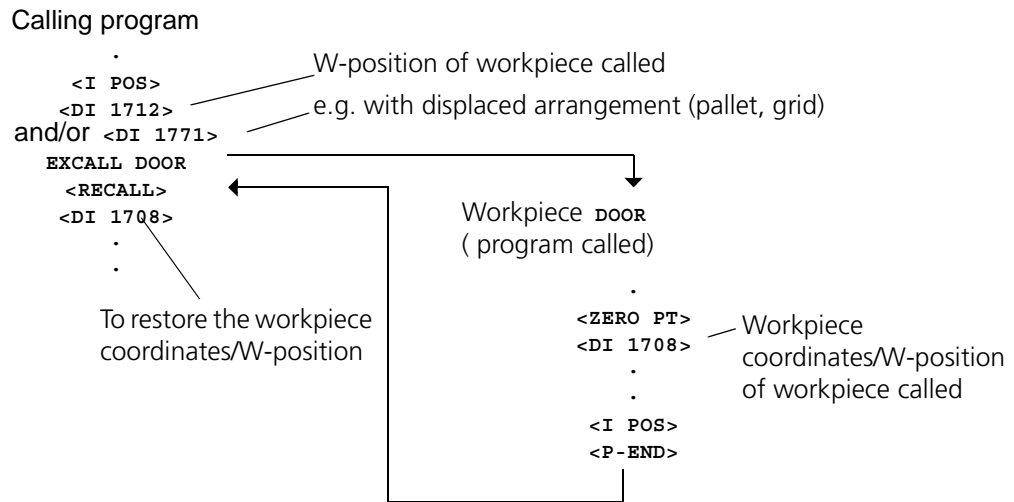 Calling program
.
<I POS>
<DI 1712>
W-position of workpiece called
and/or <DI 1771>
e.g. with displaced arrangement (pallet, grid)
EXCALL DOOR
<RECALL>
<DI 1708>
.
.
To restore the workpiece
coordinates/W-position
Workpiece DOOR
( program called)
.
<ZERO PT>
<DI 1708>
.
.
<I POS>
<P-END>
Workpiece
coordinates/W-position
of workpiece called